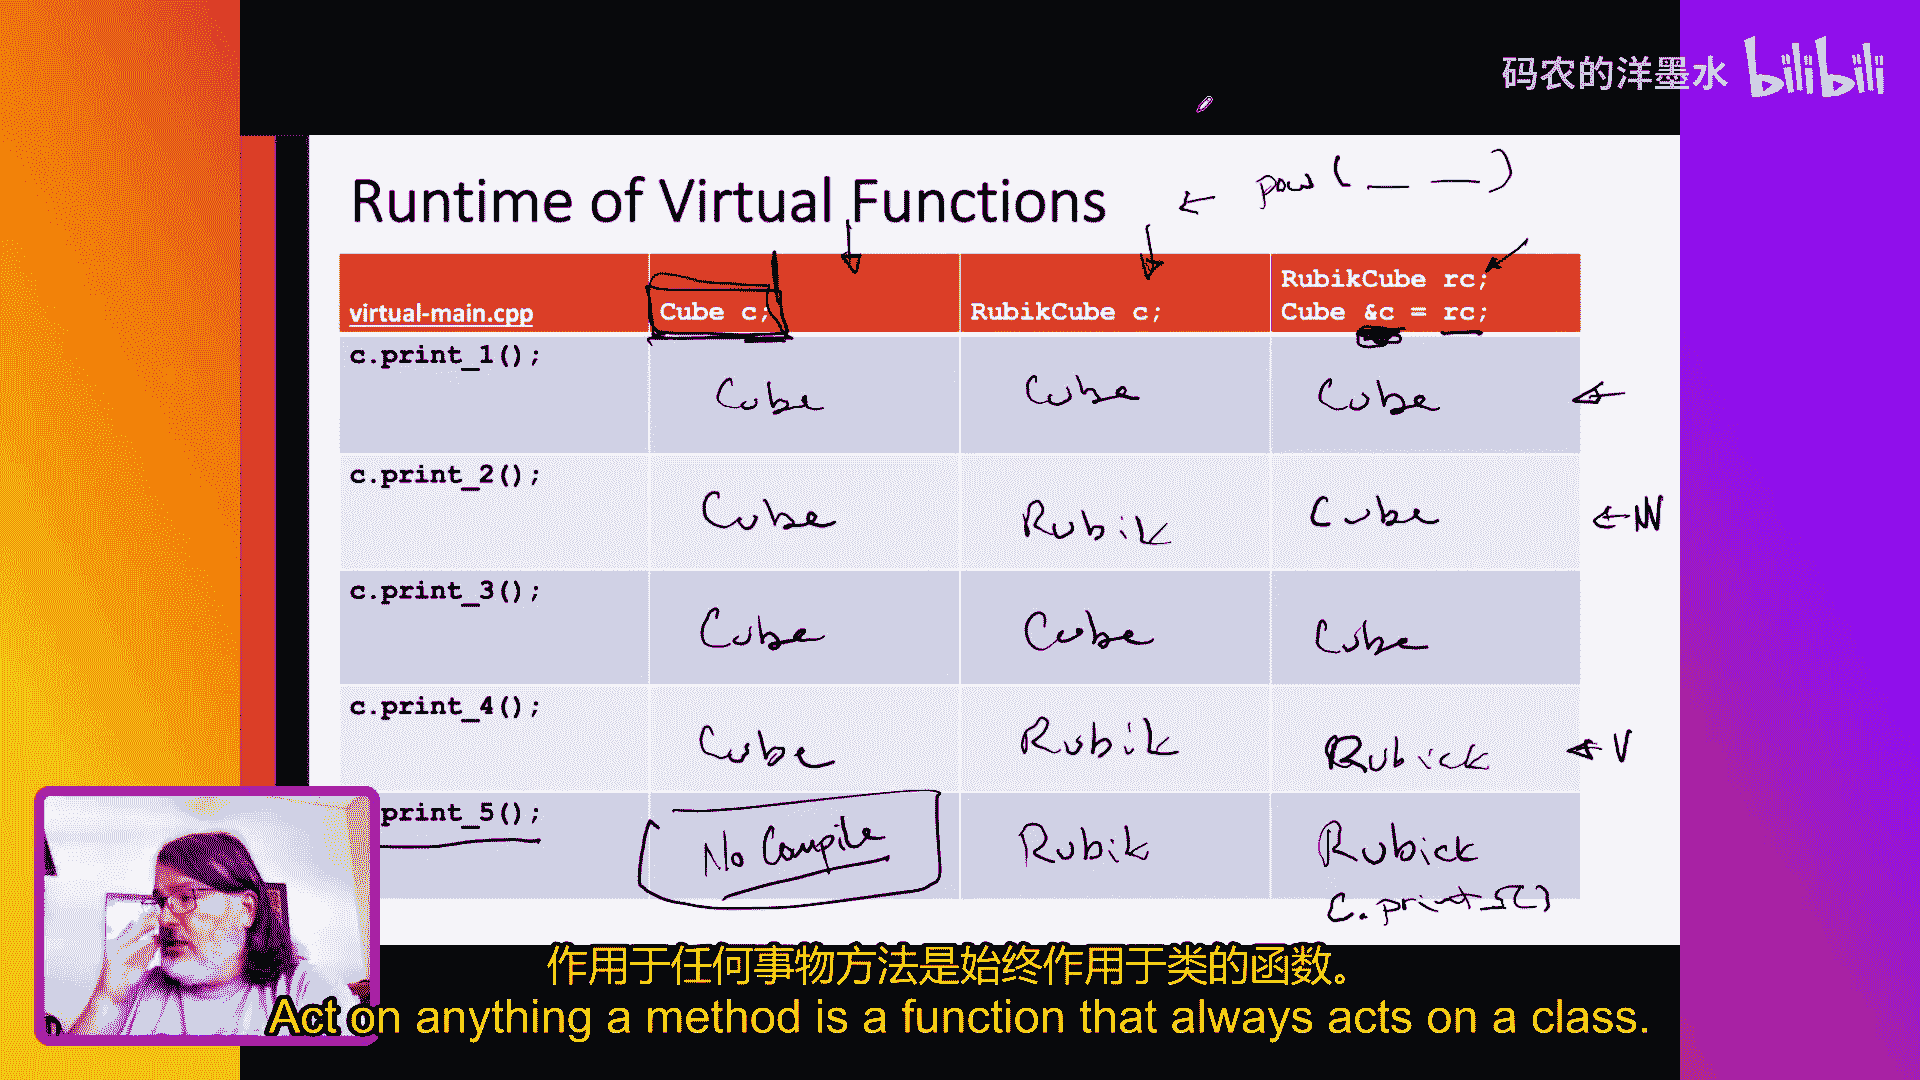 码农的洋墨水 bilibili
Runtime of Virtual Functions
← pow( _ _ )
virtual-main.cpp
Cube c;
RubikCube c;
RubikCube rc;
Cube &c = rc;
c.print_1();
Cube
Cube
Cube
c.print_2();
Cube
Rubik
Cube
c.print_3();
Cube
Cube
Cube
c.print_4();
Cube
Rubik
Rubick
← V
print_5();
No Compile
Rubik
Rubick
c.print_5()
作用于任何事物方法是始终作用于类的函数。
Act on anything a method is a function that always acts on a class.